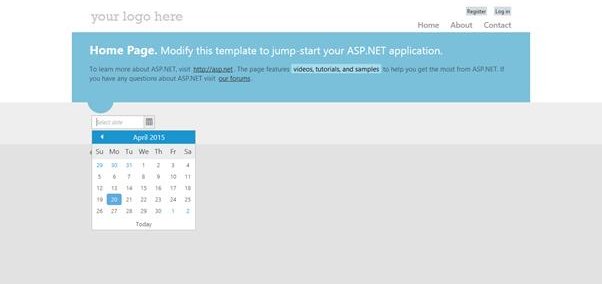 your logo here
Register Log in
Home About Contact
Home Page. Modify this template to jump-start your ASP.NET application.
To learn more about ASP.NET, visit http://asp.net . The page features videos, tutorials, and samples to help you get the most from ASP.NET. If
you have any questions about ASP.NET visit our forums.
Select date
April 2015
Su Mo Tu We Th Fr Sa
29 30 31 1 2 3 4
5 6 7 8 9 10 11
12 13 14 15 16 17 18
19 20 21 22 23 24 25
26 27 28 29 30 1 2
Today